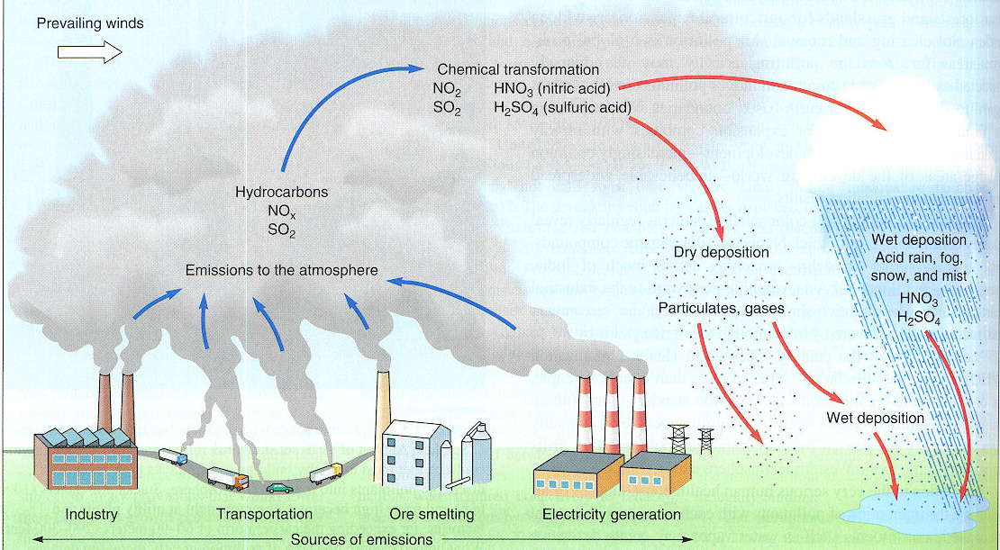 Prevailing winds
Chemical transformation
NO₂ HNO₃ (nitric acid)
SO₂ H₂SO₄ (sulfuric acid)
Hydrocarbons
NOₓ
SO₂
Emissions to the atmosphere
Dry deposition
Particulates, gases
Wet deposition
Acid rain, fog,
snow, and mist
HNO₃
H₂SO₄
Wet deposition
Industry
Transportation
Ore smelting
Electricity generation
Sources of emissions